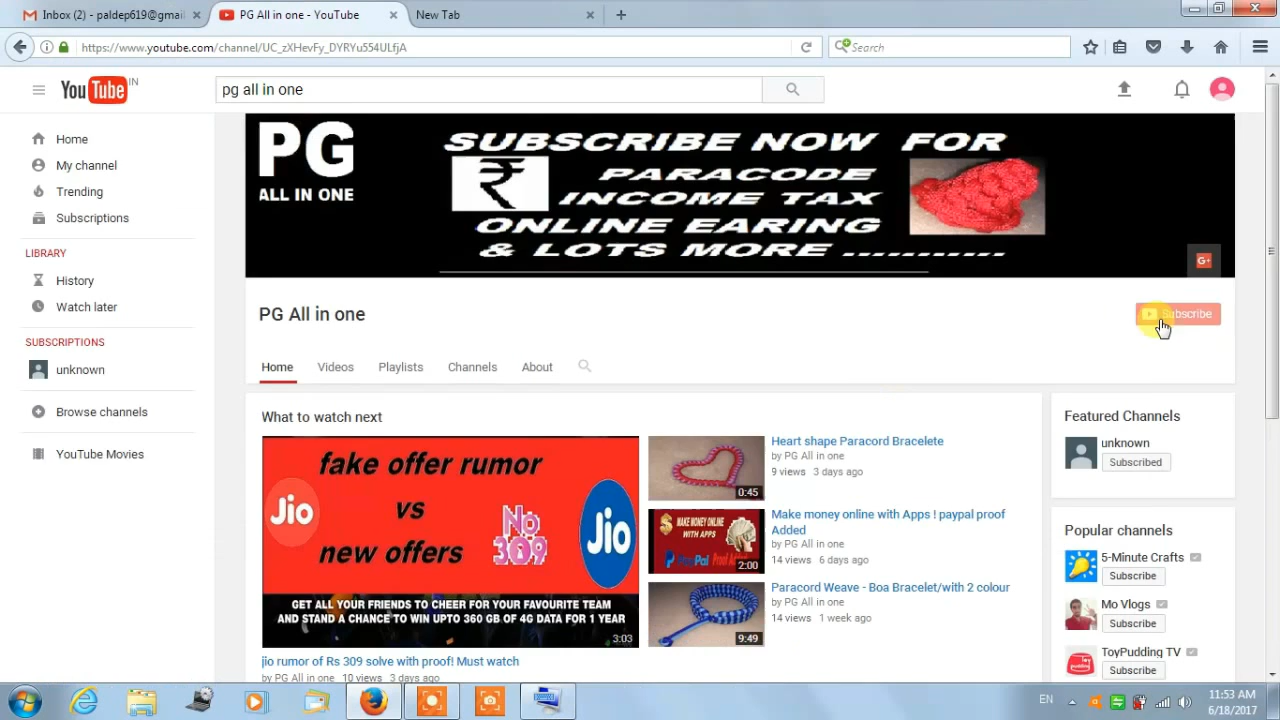 Inbox (2) - paldep619@gmail
PG All in one - YouTube
New Tab
https://www.youtube.com/channel/UC_zXHevFy_DYRYu554ULfjA
Search
YouTube IN
pg all in one
Home
My channel
Trending
Subscriptions
LIBRARY
History
Watch later
SUBSCRIPTIONS
unknown
Browse channels
YouTube Movies
PG
ALL IN ONE
SUBSCRIBE NOW FOR
₹
PARACODE
INCOME TAX
ONLINE EARING
& LOTS MORE ............
G+
PG All in one
Subscribe
Home
Videos
Playlists
Channels
About
What to watch next
fake offer rumor
vs
new offers
Jio
No
309
Jio
GET ALL YOUR FRIENDS TO CHEER FOR YOUR FAVOURITE TEAM
AND STAND A CHANCE TO WIN UPTO 360 GB OF 4G DATA FOR 1 YEAR
3:03
jio rumor of Rs 309 solve with proof! Must watch
by PG All in one 10 views 3 days ago
0:45
Heart shape Paracord Bracelete
by PG All in one
9 views 3 days ago
MAKE MONEY ONLINE
WITH APPS
2:00
Make money online with Apps ! paypal proof
Added
by PG All in one
14 views 6 days ago
9:49
Paracord Weave - Boa Bracelet/with 2 colour
by PG All in one
14 views 1 week ago
Featured Channels
unknown
Subscribed
Popular channels
5-Minute Crafts
Subscribe
Mo Vlogs
Subscribe
ToyPudding TV
Subscribe
EN
11:53 AM
6/18/2017